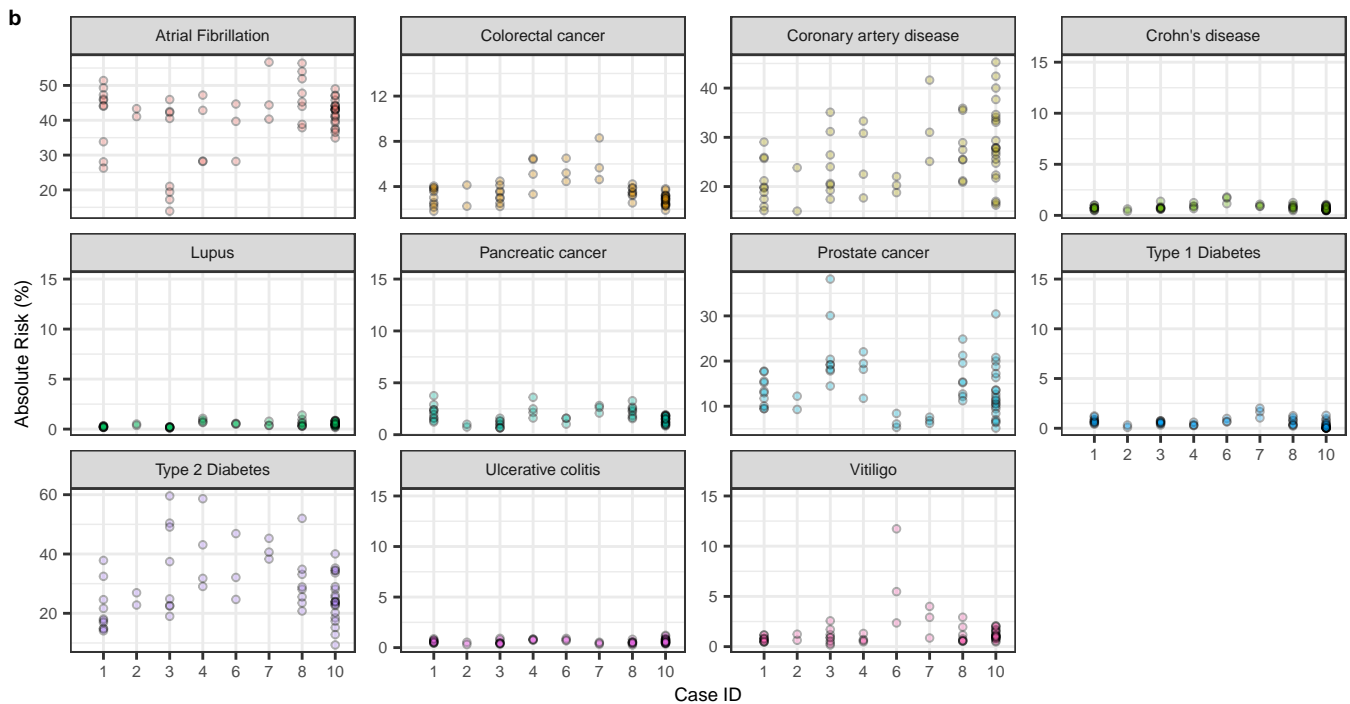 b
Atrial Fibrillation
Colorectal cancer
Coronary artery disease
Crohn's disease
50
40
30
20
12
8
4
40
30
20
15
10
5
0
Lupus
Pancreatic cancer
Prostate cancer
Type 1 Diabetes
15
10
5
0
15
10
5
0
30
20
10
15
10
5
0
1 2 3 4 6 7 8 10
Absolute Risk (%)
Type 2 Diabetes
Ulcerative colitis
Vitiligo
60
40
20
15
10
5
0
15
10
5
0
1 2 3 4 6 7 8 10
1 2 3 4 6 7 8 10
1 2 3 4 6 7 8 10
Case ID